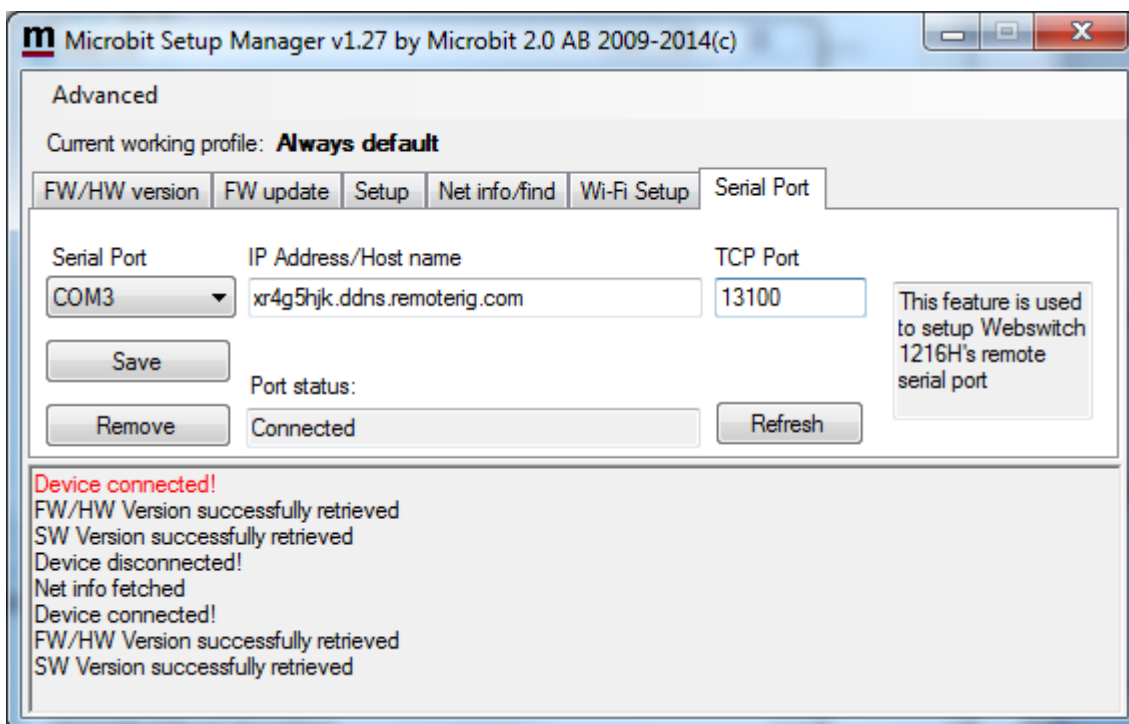 m Microbit Setup Manager v1.27 by Microbit 2.0 AB 2009-2014(c)
Advanced
Current working profile: Always default
FW/HW version FW update Setup Net info/find Wi-Fi Setup Serial Port
Serial Port IP Address/Host name TCP Port
COM3 xr4g5hjk.ddns.remoterig.com 13100
This feature is used
to setup Webswitch
1216H's remote
serial port
Save
Port status:
Remove Connected Refresh
Device connected!
FW/HW Version successfully retrieved
SW Version successfully retrieved
Device disconnected!
Net info fetched
Device connected!
FW/HW Version successfully retrieved
SW Version successfully retrieved